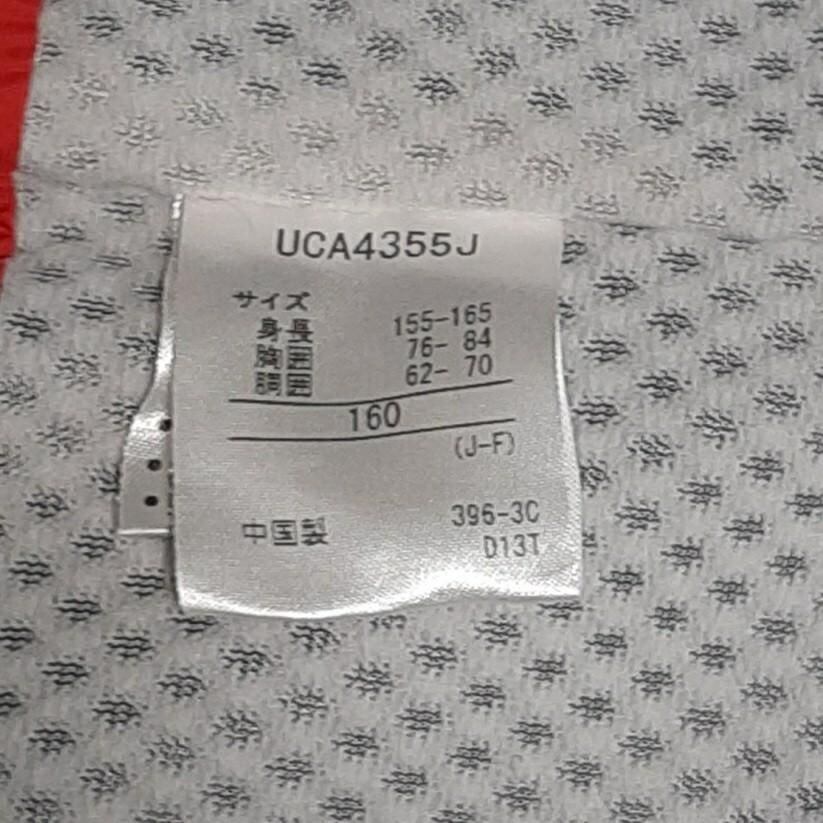 UCA4355J
サイズ
身長 155-165
胸囲 76- 84
胴囲 62- 70
160
(J-F)
396-3C
中国製 D13T